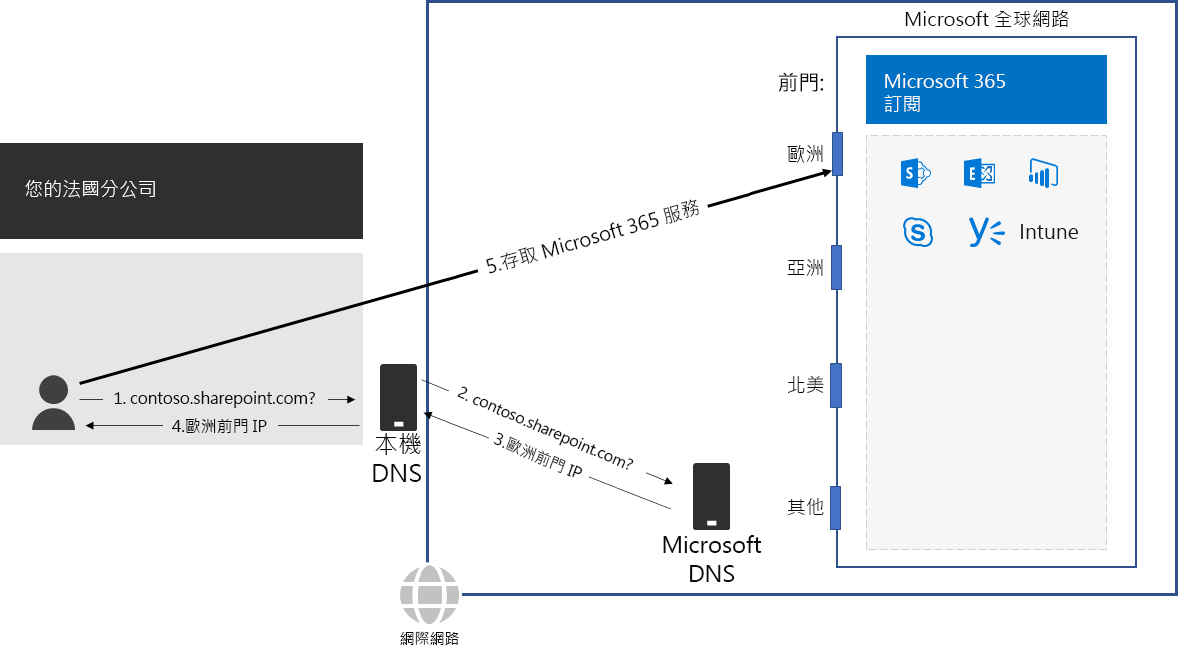 Microsoft 全球網路
前門:
Microsoft 365
訂閱
歐洲
您的法國分公司
5.存取 Microsoft 365 服務
Intune
亞洲
北美
1. contoso.sharepoint.com?
4.歐洲前門 IP
2. contoso.sharepoint.com?
3.歐洲前門 IP
本機
DNS
其他
Microsoft
DNS
網際網路